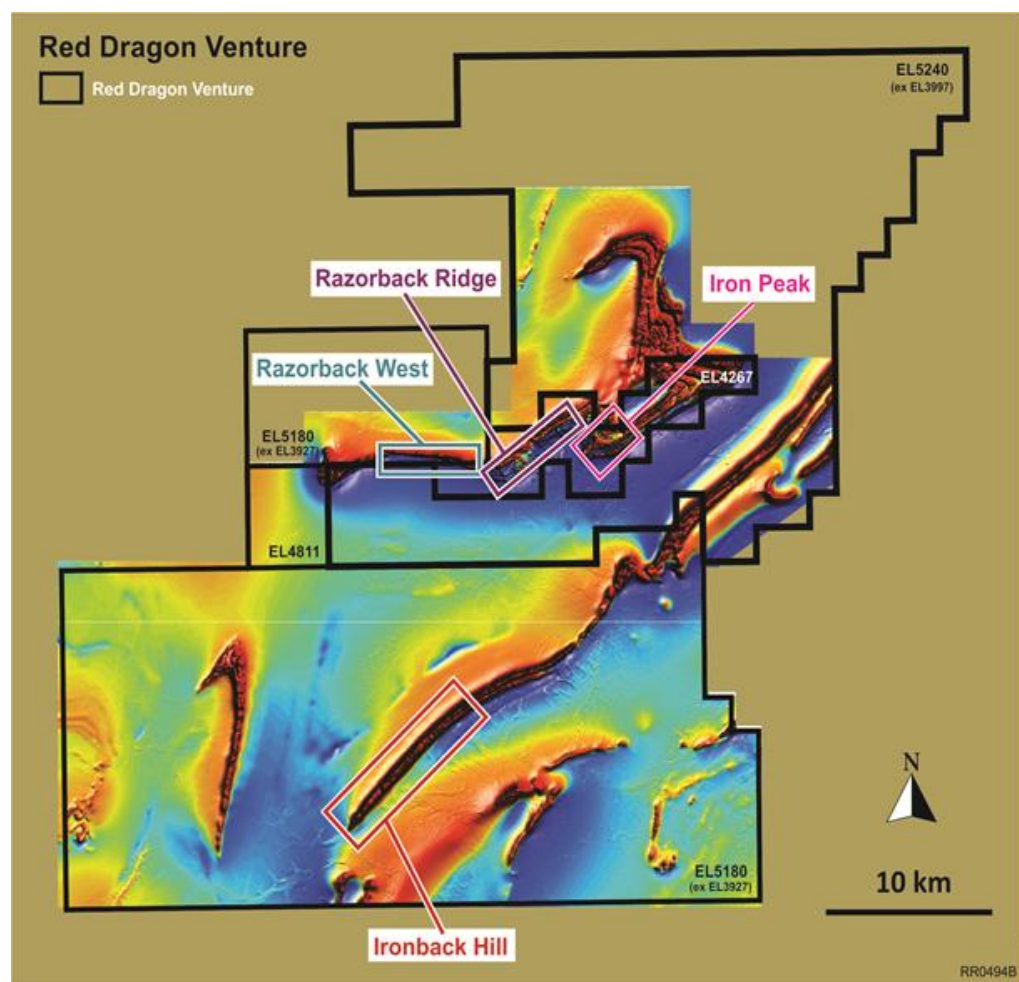 Red Dragon Venture
Red Dragon Venture
EL5240
(ex EL3997)
Razorback Ridge
Iron Peak
Razorback West
EL4267
EL5180
(ex EL3927)
EL4811
N
EL5180
(ex EL3927)
10 km
Ironback Hill
RR0494B